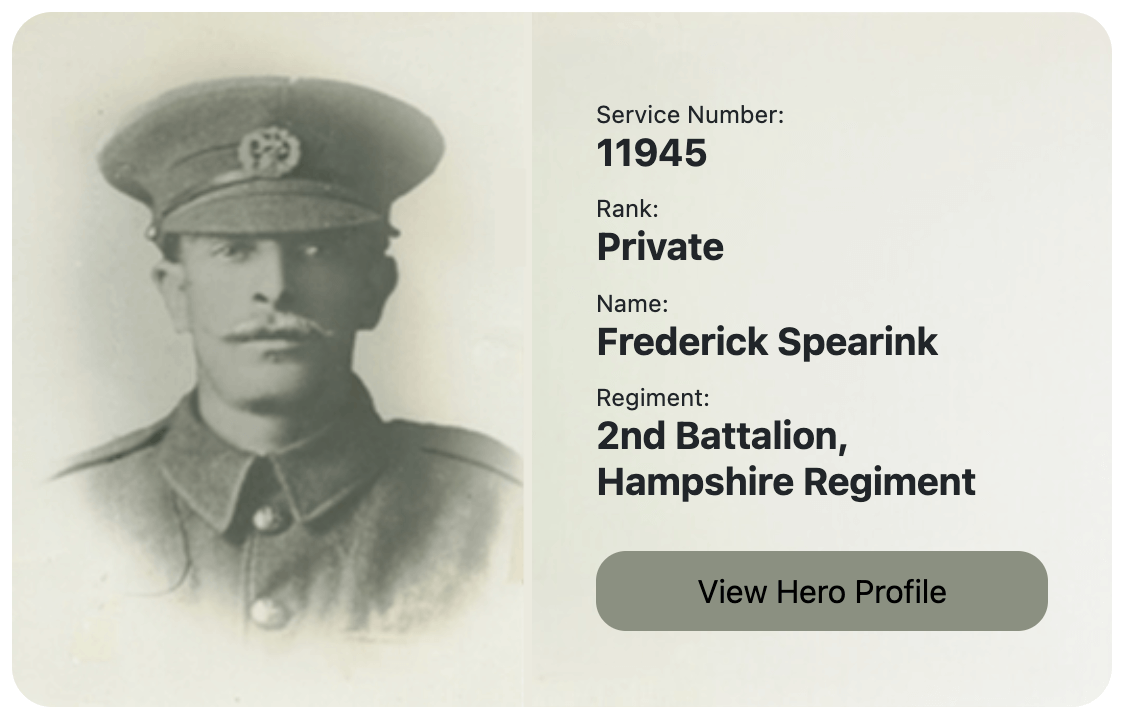 Service Number:
11945
Rank:
Private
Name:
Frederick Spearink
Regiment:
2nd Battalion,
Hampshire Regiment
View Hero Profile